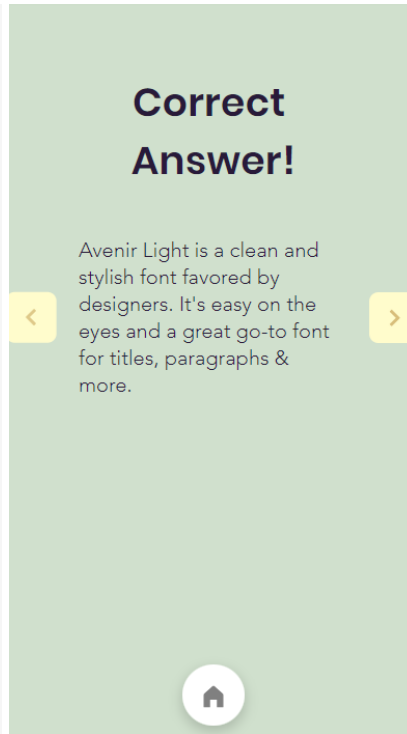 Correct
Answer!
Avenir Light is a clean and
stylish font favored by
designers. It's easy on the
eyes and a great go-to font
for titles, paragraphs &
more.